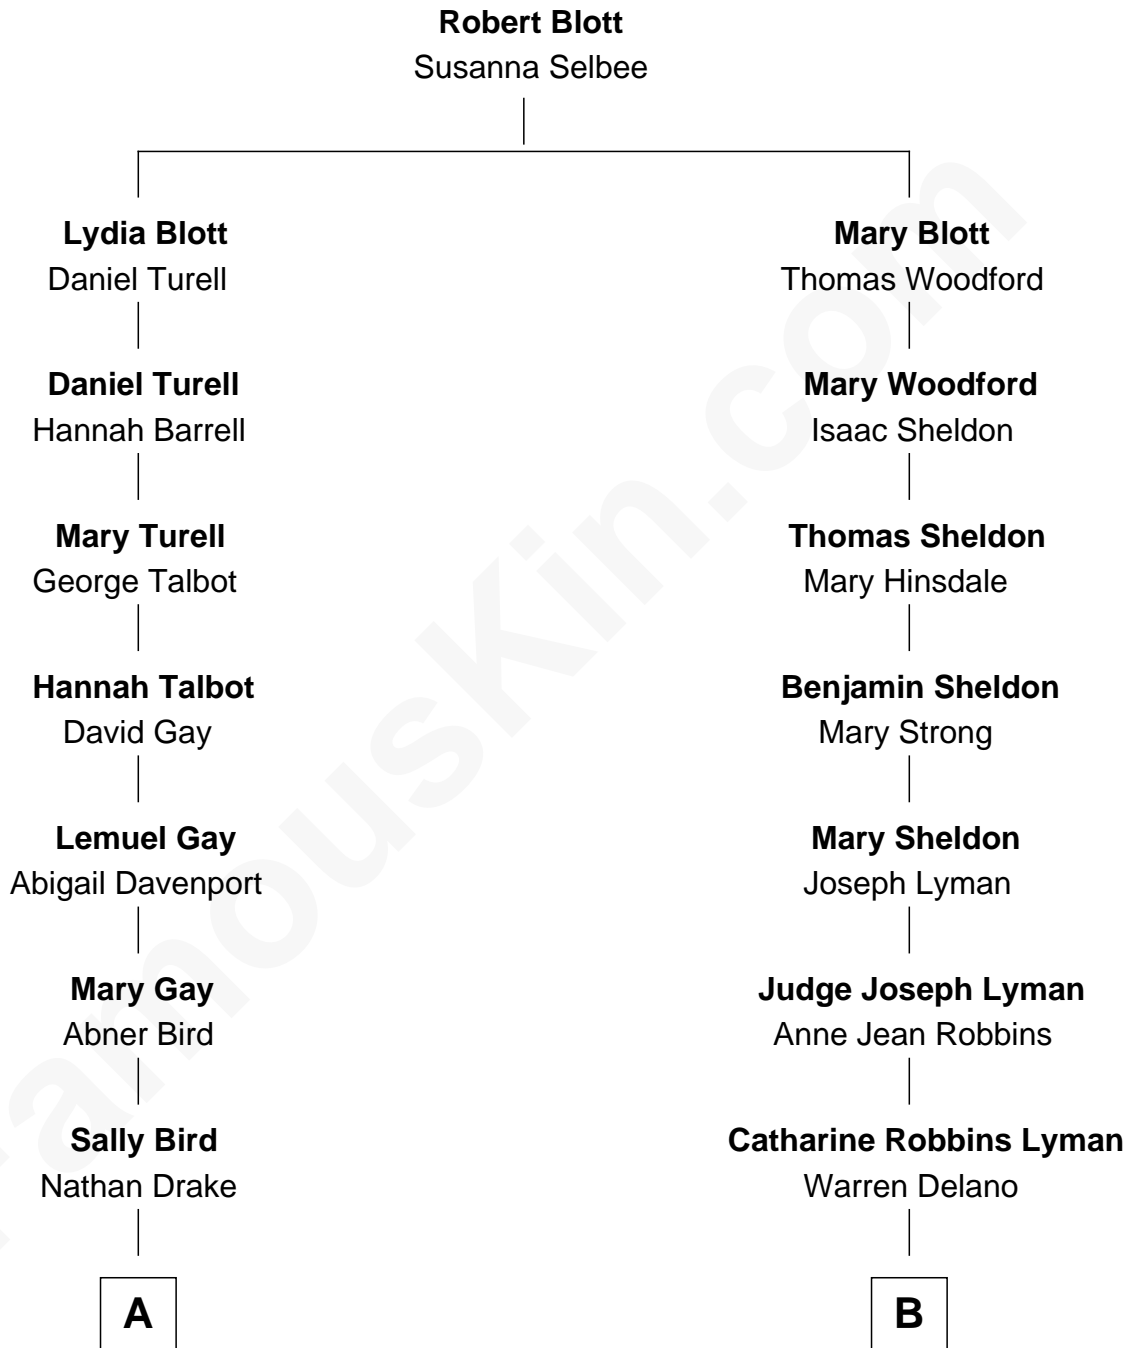 Robert Blott
Susanna Selbee
Lydia Blott
Daniel Turell
Mary Blott
Thomas Woodford
Daniel Turell
Hannah Barrell
Mary Woodford
Isaac Sheldon
Mary Turell
George Talbot
Thomas Sheldon
Mary Hinsdale
Hannah Talbot
David Gay
Benjamin Sheldon
Mary Strong
Lemuel Gay
Abigail Davenport
Mary Sheldon
Joseph Lyman
Mary Gay
Abner Bird
Judge Joseph Lyman
Anne Jean Robbins
Sally Bird
Nathan Drake
Catharine Robbins Lyman
Warren Delano
A
B
FamousKin.com